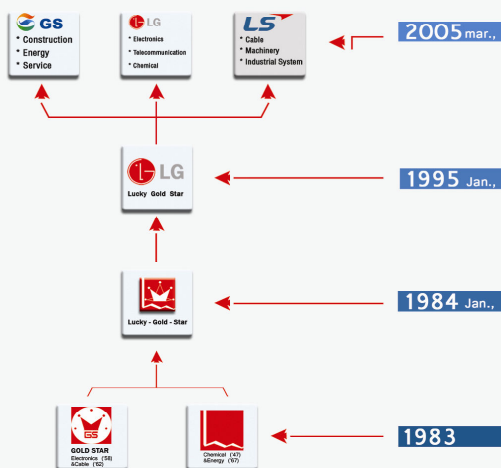 GS
* Construction
* Energy
* Service
LG
* Electronics
* Telecommunication
* Chemical
LS
* Cable
* Machinery
* Industrial System
2005 mar.,
LG
Lucky Gold Star
1995 Jan.,
Lucky - Gold - Star
1984 Jan.,
GS
GOLD STAR
Electronics ('58)
&Cable ('62)
Chemical ('47)
&Energy ('67)
1983